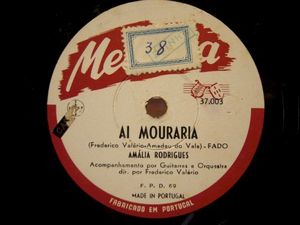 38
37.003
AI MOURARIA
(Frederico Valério-Amadeu do Vale) - FADO
AMÁLIA RODRIGUES
Acompanhamento por Guitarras e Orquestra
dir. por Frederico Valério
F. P. D. 69
MADE IN PORTUGAL
FABRICADO EM PORTUGAL